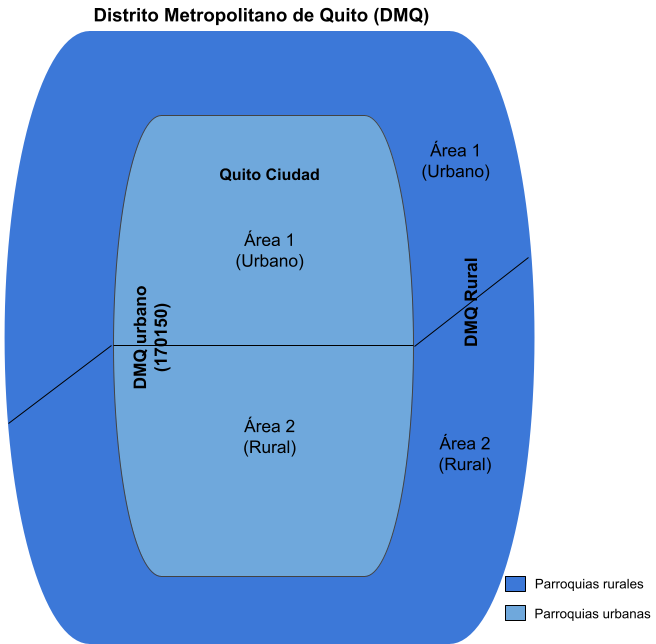 Distrito Metropolitano de Quito (DMQ)
Área 1
(Urbano)
Quito Ciudad
Área 1
(Urbano)
DMQ urbano
(170150)
DMQ Rural
Área 2
(Rural)
Área 2
(Rural)
Parroquias rurales
Parroquias urbanas